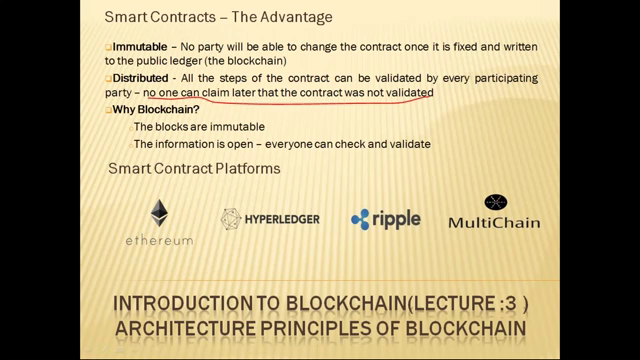 Smart Contracts – The Advantage
Immutable – No party will be able to change the contract once it is fixed and written
to the public ledger (the blockchain)
Distributed - All the steps of the contract can be validated by every participating
party – no one can claim later that the contract was not validated
Why Blockchain?
The blocks are immutable
The information is open – everyone can check and validate
Smart Contract Platforms
ethereum
HYPERLEDGER
ripple
MultiChain
INTRODUCTION TO BLOCKCHAIN(LECTURE :3 )
ARCHITECTURE PRINCIPLES OF BLOCKCHAIN